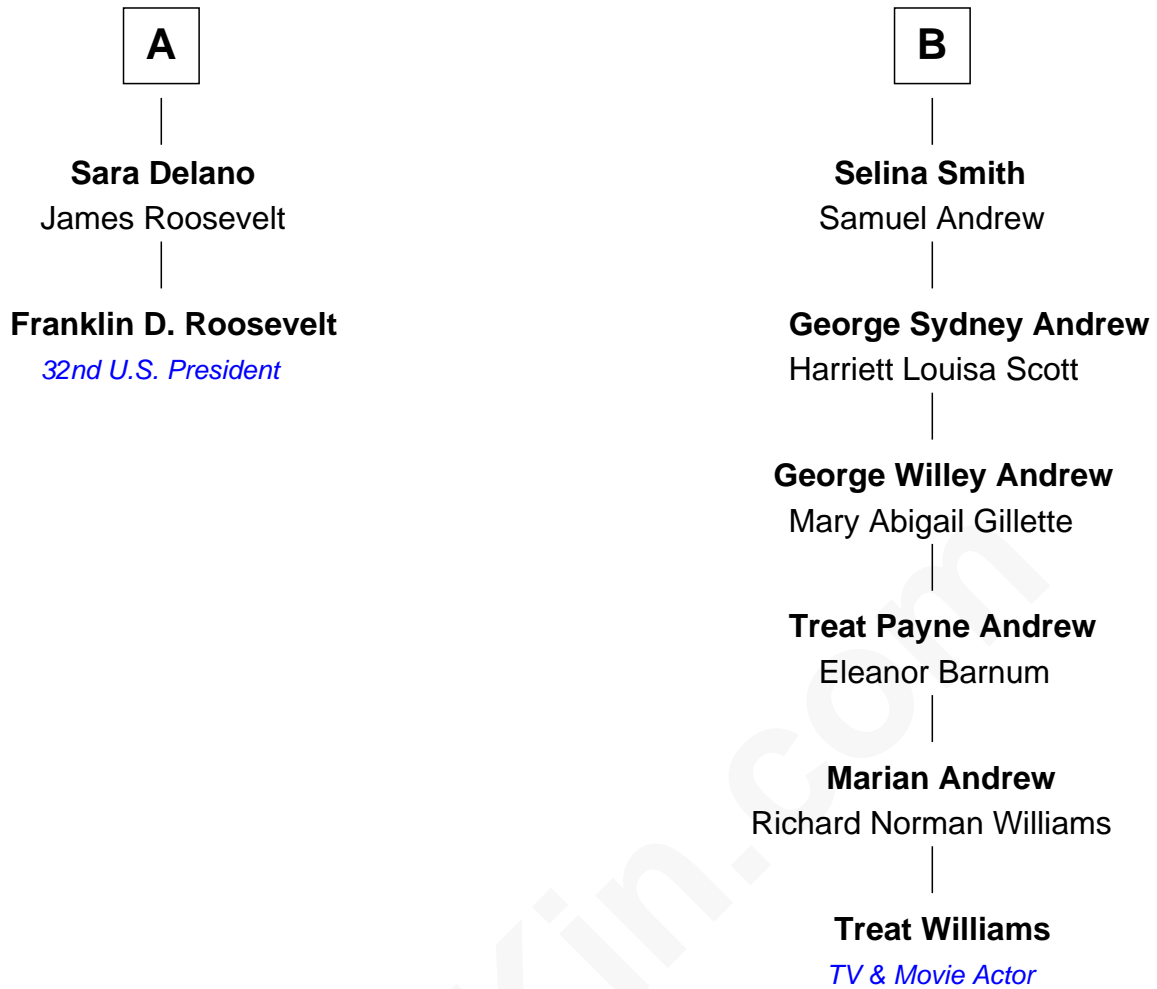 A
Sara Delano
James Roosevelt
Franklin D. Roosevelt
32nd U.S. President
B
Selina Smith
Samuel Andrew
George Sydney Andrew
Harriett Louisa Scott
George Willey Andrew
Mary Abigail Gillette
Treat Payne Andrew
Eleanor Barnum
Marian Andrew
Richard Norman Williams
Treat Williams
TV & Movie Actor
Kin.com